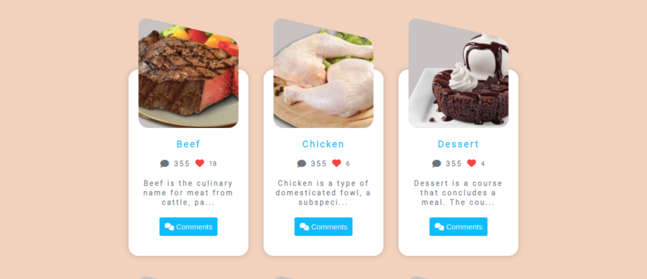 Beef
355 18
Beef is the culinary
name for meat from
cattle, pa...
Comments
Chicken
355 6
Chicken is a type of
domesticated fowl, a
subspeci...
Comments
Dessert
355 4
Dessert is a course
that concludes a
meal. The cou...
Comments